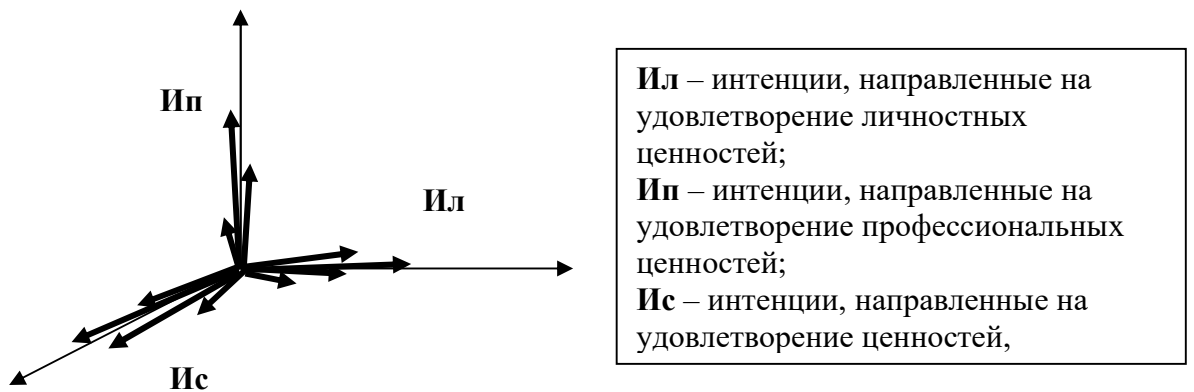 Ип
Ил
Ис
Ил – интенции, направленные на
удовлетворение личностных
ценностей;
Ип – интенции, направленные на
удовлетворение профессиональных
ценностей;
Ис – интенции, направленные на
удовлетворение ценностей,